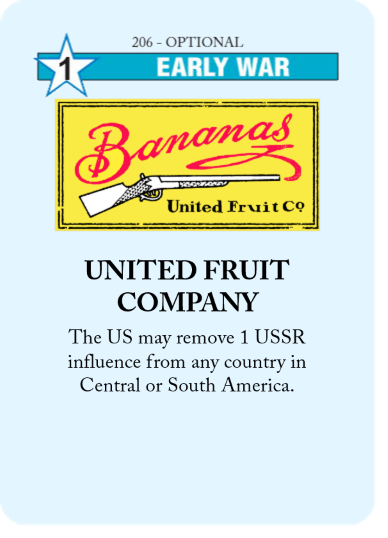 206 - OPTIONAL
1
EARLY WAR
Bananas
United Fruit Co.
UNITED FRUIT
COMPANY
The US may remove 1 USSR
influence from any country in
Central or South America.